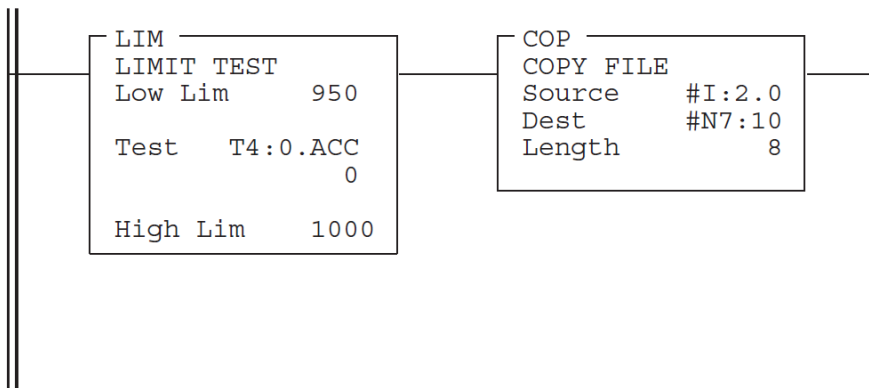 LIM
LIMIT TEST
Low Lim 950
Test T4:0.ACC
0
High Lim 1000
COP
COPY FILE
Source #I:2.0
Dest #N7:10
Length 8